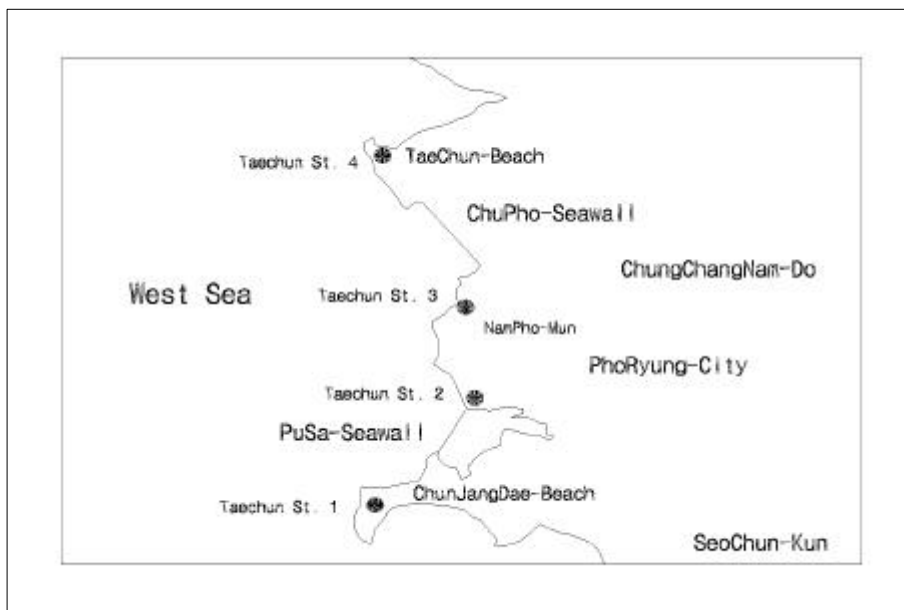 Taechun St. 4
TaeChun-Beach
ChuPho-Seawall
ChungChangNam-Do
West Sea
Taechun St. 3
NamPho-Mun
PhoRyung-City
Taechun St. 2
PuSa-Seawall
ChunJangDae-Beach
Taechun St. 1
SeoChun-Kun